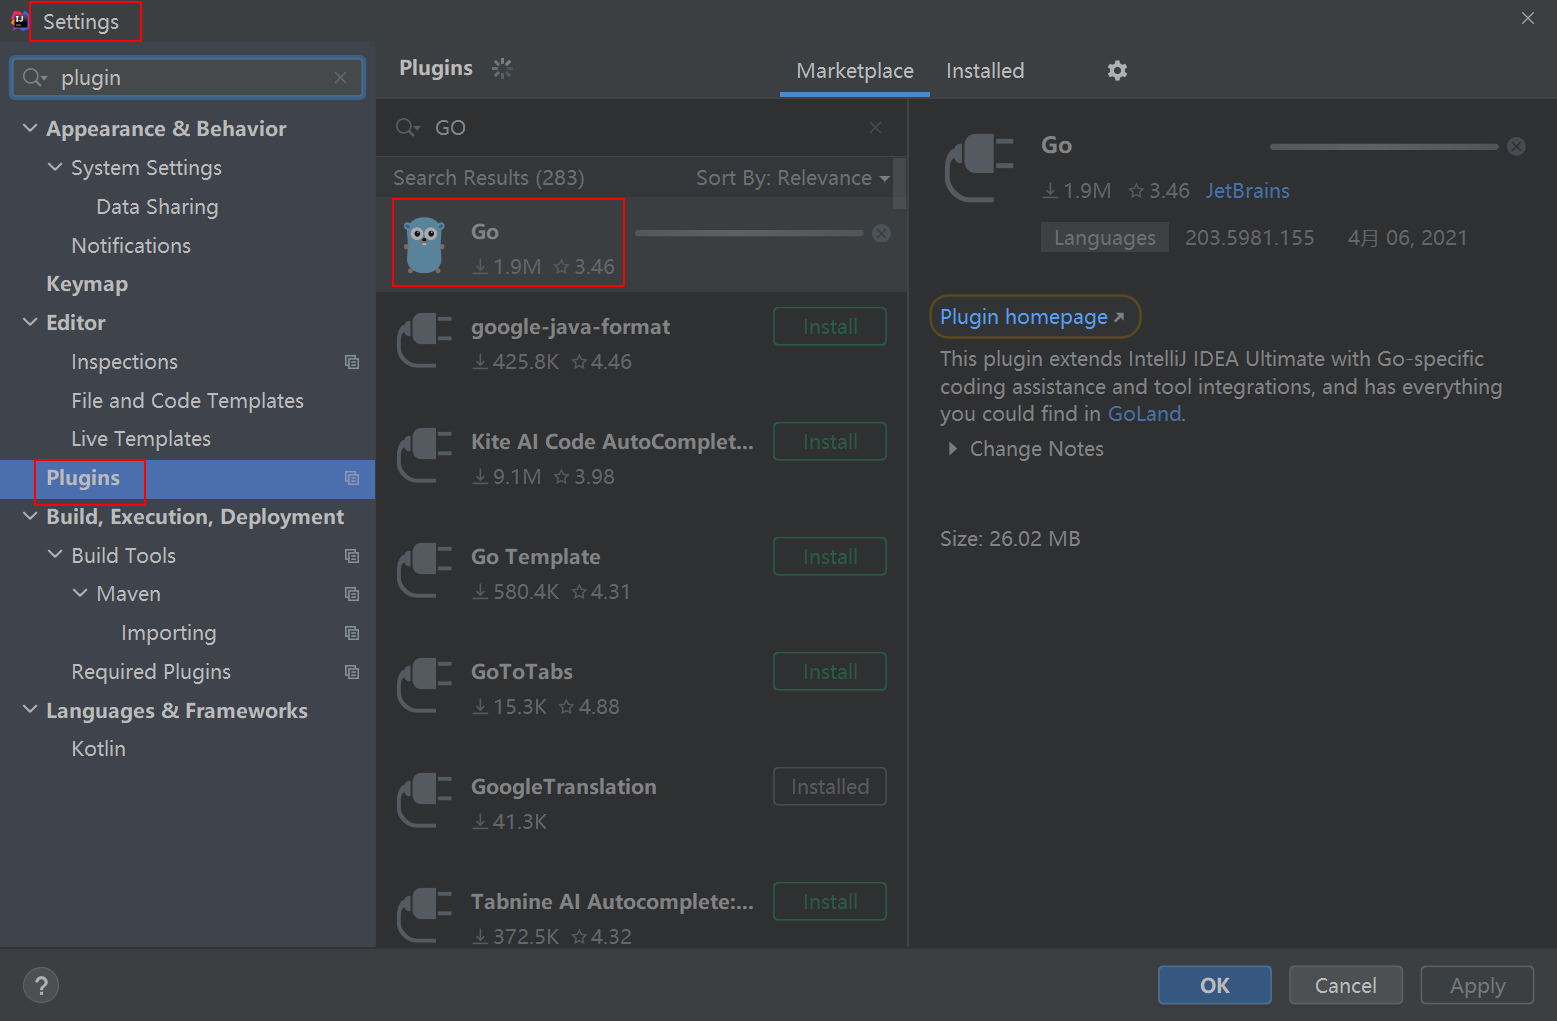 Settings
plugin
Appearance & Behavior
System Settings
Data Sharing
Notifications
Keymap
Editor
Inspections
File and Code Templates
Live Templates
Plugins
Build, Execution, Deployment
Build Tools
Maven
Importing
Required Plugins
Languages & Frameworks
Kotlin
Plugins
Marketplace Installed
GO
Search Results (283) Sort By: Relevance
Go
1.9M 3.46
google-java-format Install
425.8K 4.46
Kite AI Code AutoComplet... Install
9.1M 3.98
Go Template Install
580.4K 4.31
GoToTabs Install
15.3K 4.88
GoogleTranslation Installed
41.3K
Tabnine AI Autocomplete:... Install
372.5K 4.32
Go
1.9M 3.46 JetBrains
Languages 203.5981.155 4月 06, 2021
Plugin homepage
This plugin extends IntelliJ IDEA Ultimate with Go-specific
coding assistance and tool integrations, and has everything
you could find in GoLand.
Change Notes
Size: 26.02 MB
?
OK Cancel Apply